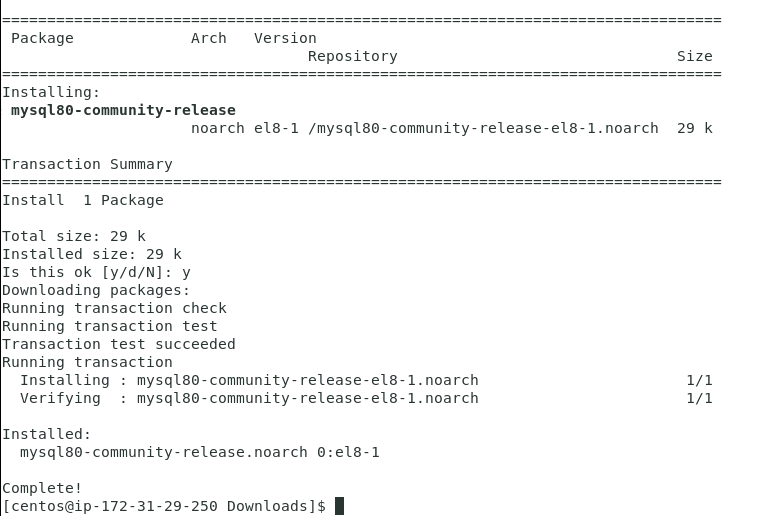 ================================================================================
 Package             Arch   Version
                                  Repository                               Size
================================================================================
Installing:
 mysql80-community-release
                     noarch el8-1 /mysql80-community-release-el8-1.noarch  29 k

Transaction Summary
================================================================================
Install  1 Package

Total size: 29 k
Installed size: 29 k
Is this ok [y/d/N]: y
Downloading packages:
Running transaction check
Running transaction test
Transaction test succeeded
Running transaction
  Installing : mysql80-community-release-el8-1.noarch                       1/1
  Verifying  : mysql80-community-release-el8-1.noarch                       1/1

Installed:
  mysql80-community-release.noarch 0:el8-1

Complete!
[centos@ip-172-31-29-250 Downloads]$